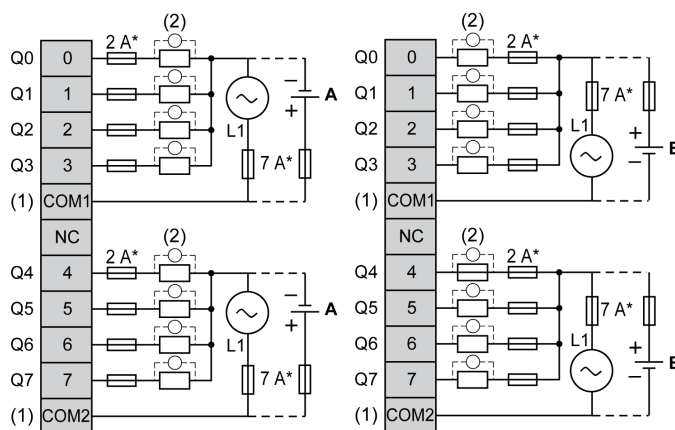 (2)
2 A*
Q0 0
Q1 1
Q2 2
Q3 3
(1) COM1
NC
L1
7 A*
− + A
(2)
2 A*
Q4 4
Q5 5
Q6 6
Q7 7
(1) COM2
L1
7 A*
− + A
(2)
2 A*
Q0 0
Q1 1
Q2 2
Q3 3
(1) COM1
NC
7 A*
L1
+ −
(2)
2 A*
Q4 4
Q5 5
Q6 6
Q7 7
(1) COM2
7 A*
L1
+ −